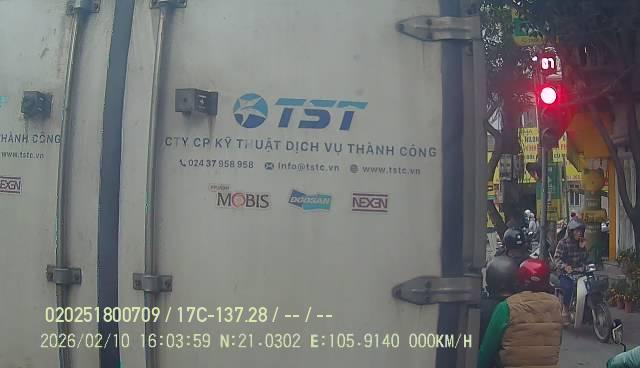 TST
CTY CP KỸ THUẬT DỊCH VỤ THÀNH CÔNG
024 37 958 958 info@tstc.vn www.tstc.vn
HYUNDAI
MOBIS
DOOSAN
NEXEN
THÀNH CÔNG
www.tstc.vn
NEXEN
020251800709 / 17C-137.28 / -- / --
2026/02/10 16:03:59 N:21.0302 E:105.9140 000KM/H